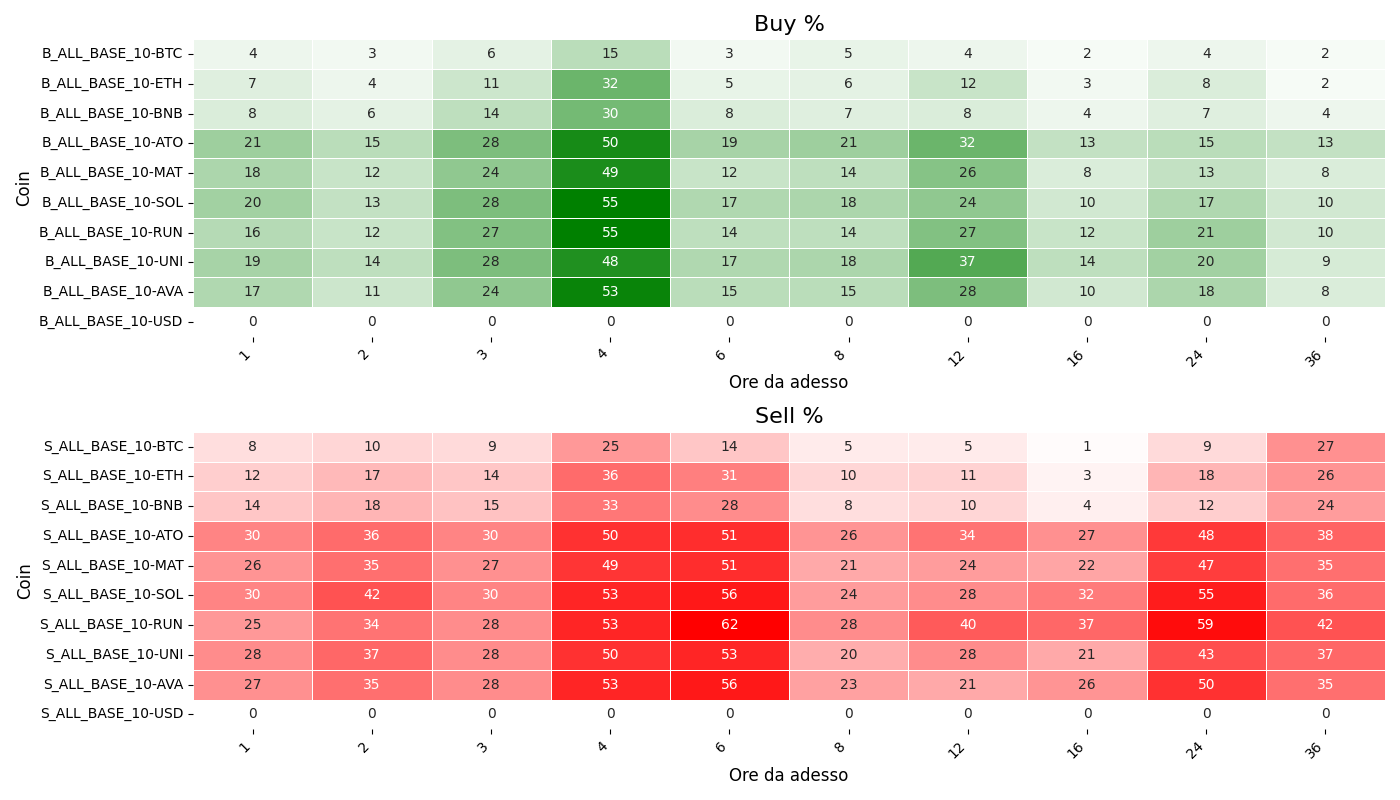 Buy %
Coin
B_ALL_BASE_10-BTC 4 3 6 15 3 5 4 2 4 2
B_ALL_BASE_10-ETH 7 4 11 32 5 6 12 3 8 2
B_ALL_BASE_10-BNB 8 6 14 30 8 7 8 4 7 4
B_ALL_BASE_10-ATO 21 15 28 50 19 21 32 13 15 13
B_ALL_BASE_10-MAT 18 12 24 49 12 14 26 8 13 8
B_ALL_BASE_10-SOL 20 13 28 55 17 18 24 10 17 10
B_ALL_BASE_10-RUN 16 12 27 55 14 14 27 12 21 10
B_ALL_BASE_10-UNI 19 14 28 48 17 18 37 14 20 9
B_ALL_BASE_10-AVA 17 11 24 53 15 15 28 10 18 8
B_ALL_BASE_10-USD 0 0 0 0 0 0 0 0 0 0
1 2 3 4 6 8 12 16 24 36
Ore da adesso
Sell %
Coin
S_ALL_BASE_10-BTC 8 10 9 25 14 5 5 1 9 27
S_ALL_BASE_10-ETH 12 17 14 36 31 10 11 3 18 26
S_ALL_BASE_10-BNB 14 18 15 33 28 8 10 4 12 24
S_ALL_BASE_10-ATO 30 36 30 50 51 26 34 27 48 38
S_ALL_BASE_10-MAT 26 35 27 49 51 21 24 22 47 35
S_ALL_BASE_10-SOL 30 42 30 53 56 24 28 32 55 36
S_ALL_BASE_10-RUN 25 34 28 53 62 28 40 37 59 42
S_ALL_BASE_10-UNI 28 37 28 50 53 20 28 21 43 37
S_ALL_BASE_10-AVA 27 35 28 53 56 23 21 26 50 35
S_ALL_BASE_10-USD 0 0 0 0 0 0 0 0 0 0
1 2 3 4 6 8 12 16 24 36
Ore da adesso